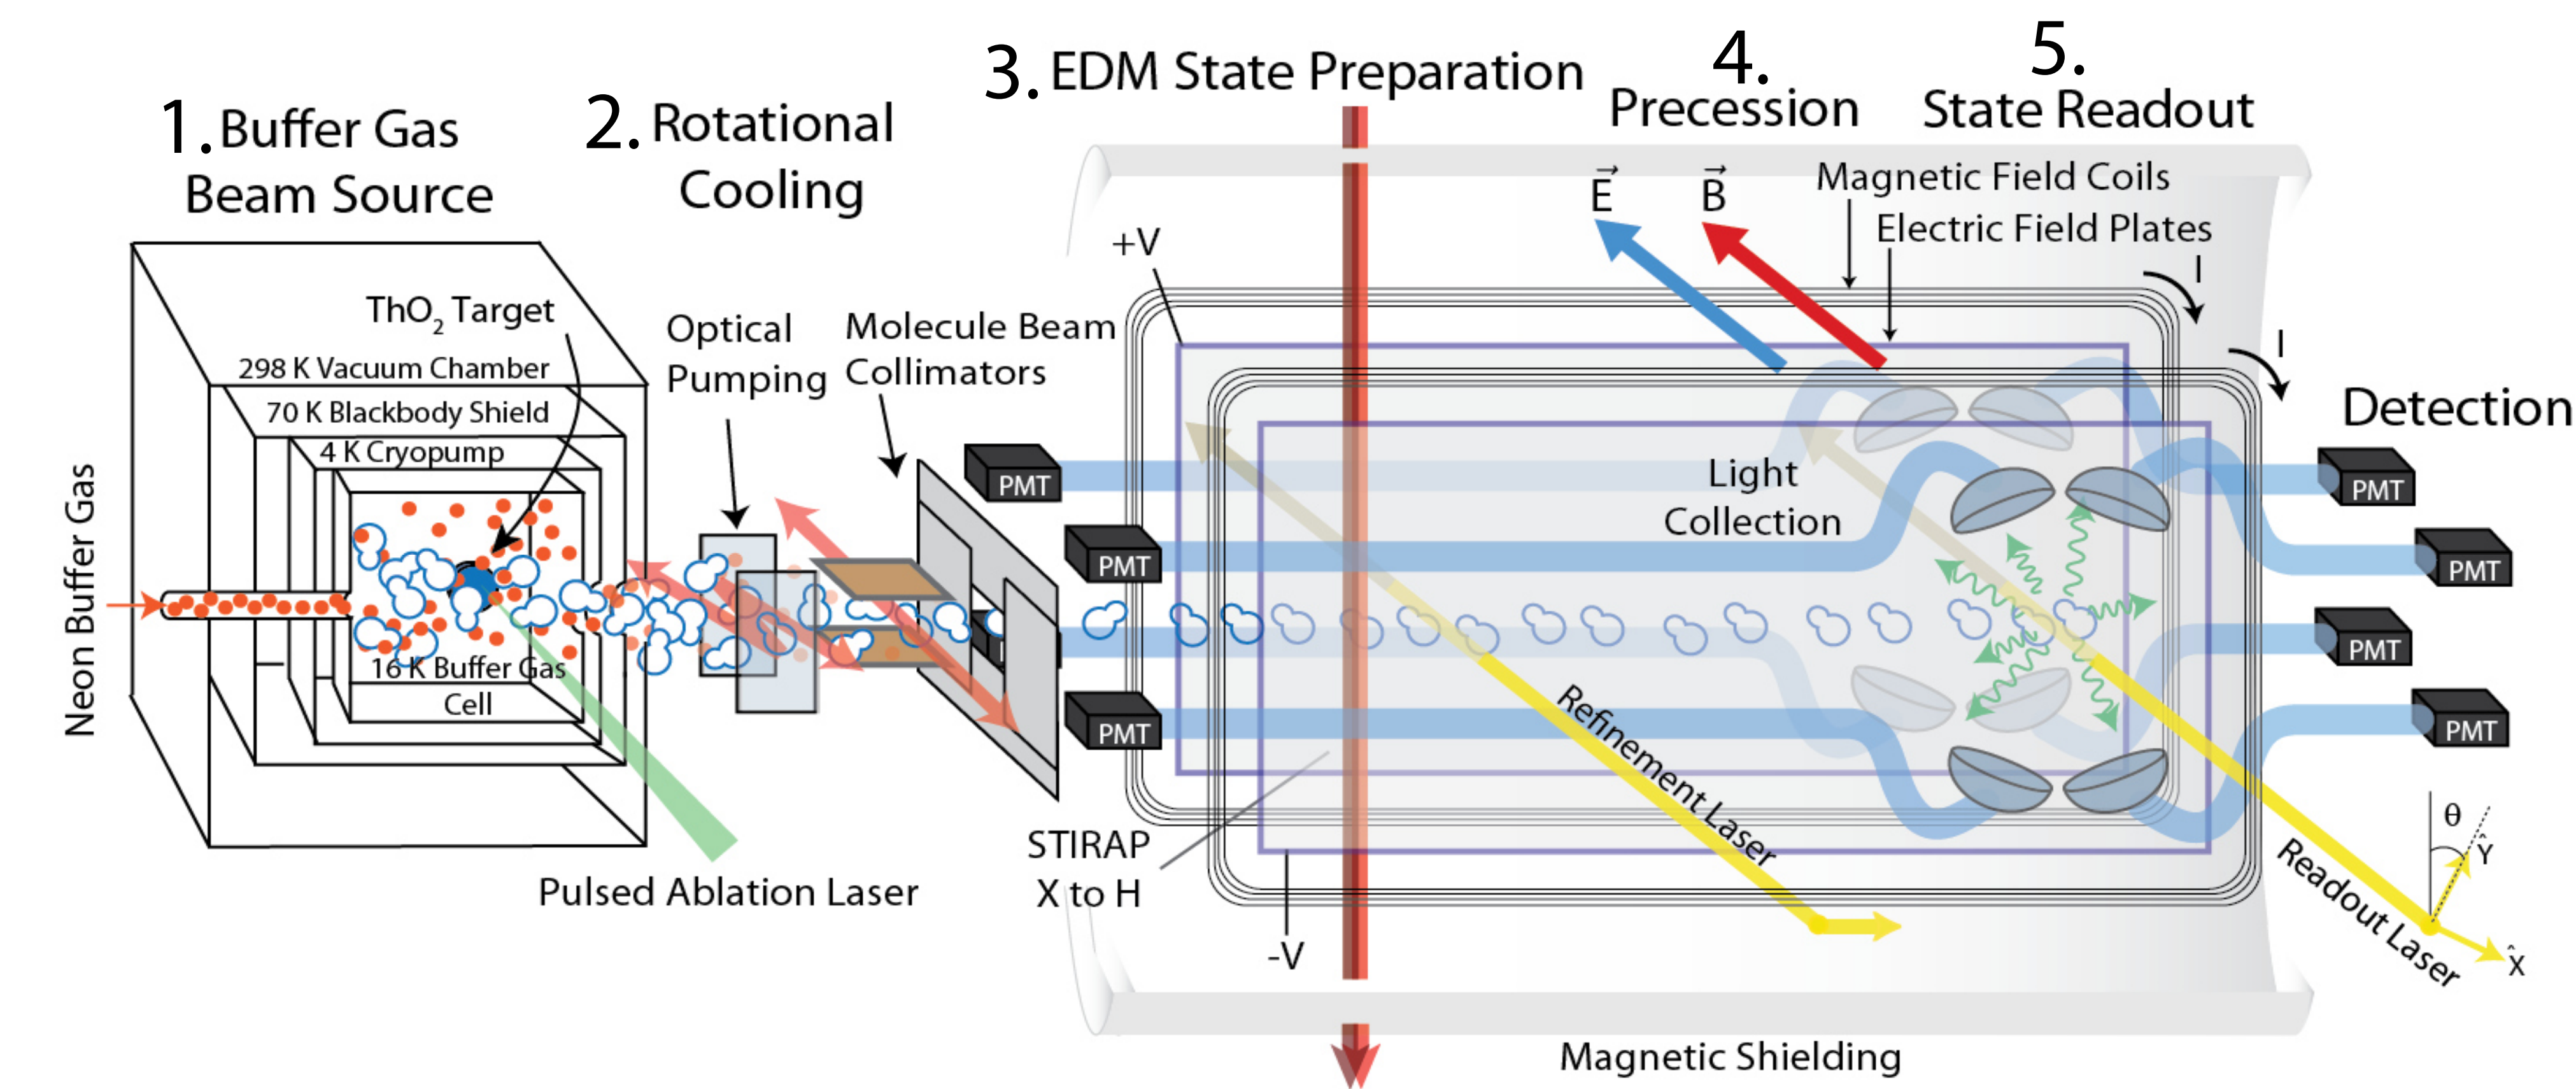 1. Buffer Gas
Beam Source
2. Rotational
Cooling
3. EDM State Preparation
4.
Precession
5.
State Readout
E
B
Magnetic Field Coils
Electric Field Plates
I
I
+V
ThO2 Target
298 K Vacuum Chamber
70 K Blackbody Shield
4 K Cryopump
16 K Buffer Gas
Cell
Neon Buffer Gas
Pulsed Ablation Laser
Optical
Pumping
Molecule Beam
Collimators
PMT
PMT
PMT
Light
Collection
Detection
PMT
PMT
PMT
PMT
Refinement Laser
Readout Laser
STIRAP
X to H
-V
θ
Ŷ
X̂
Magnetic Shielding